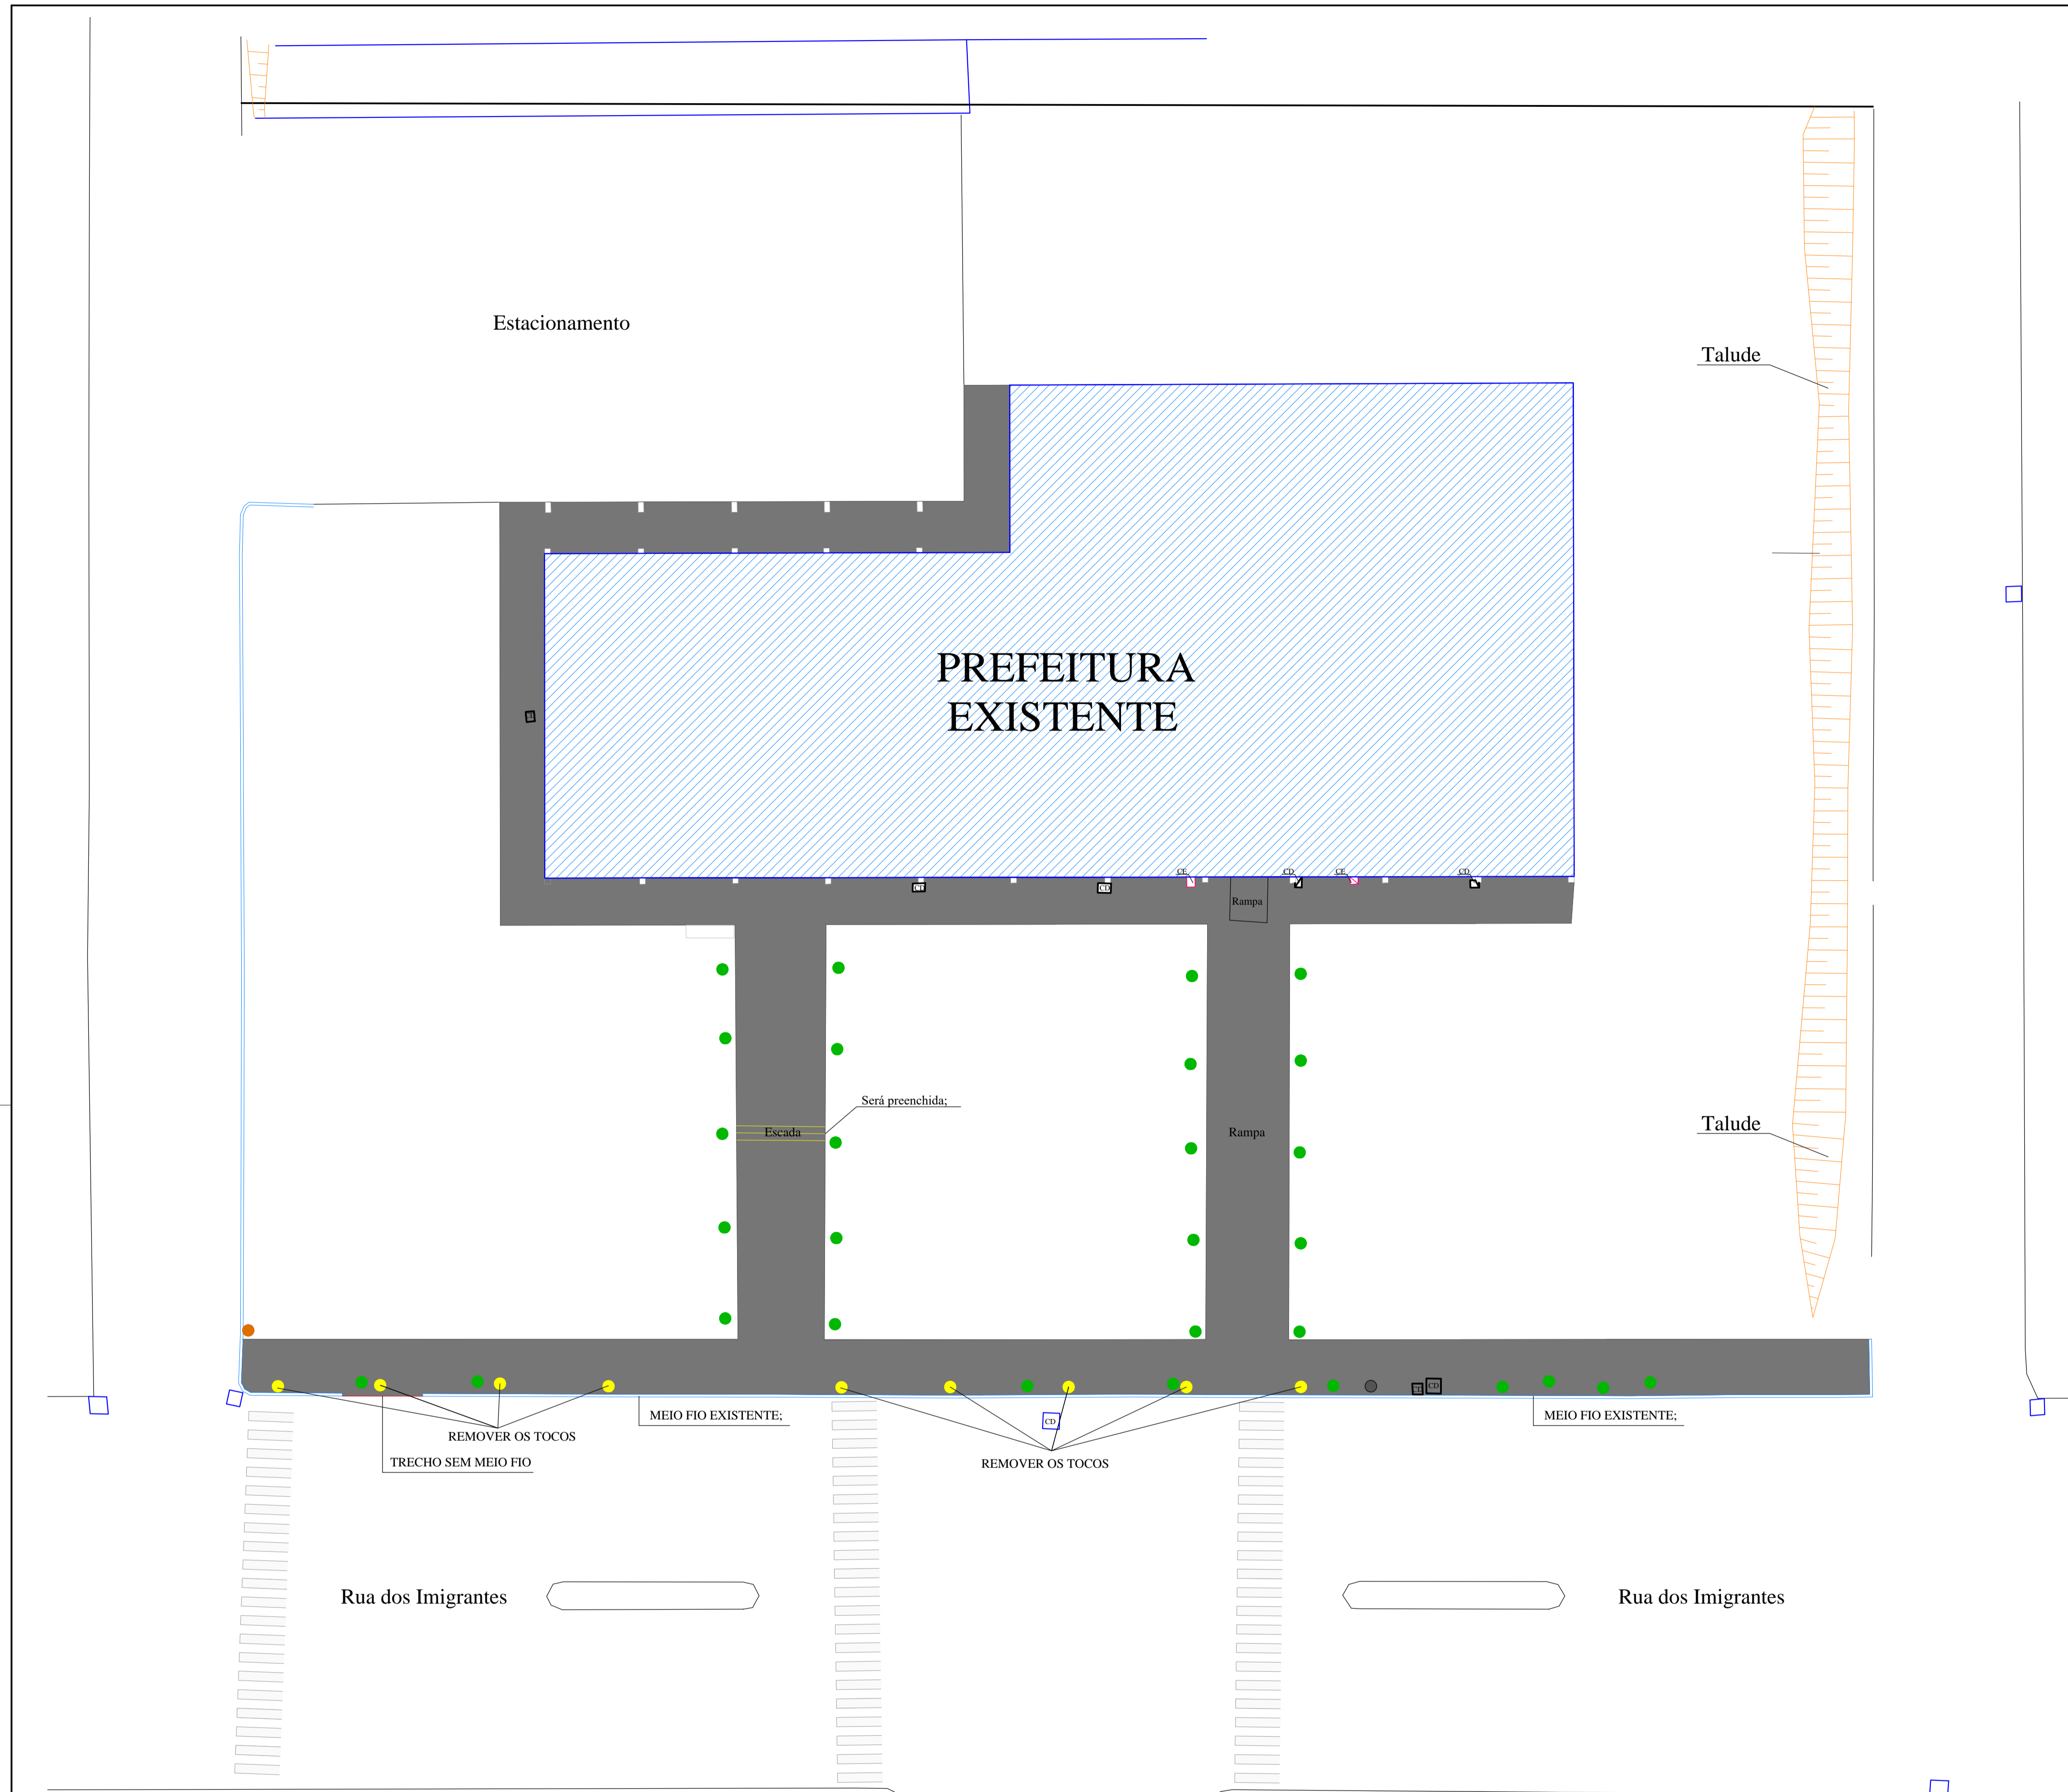 Estacionamento
Talude
PREFEITURA
EXISTENTE
CD
CD
CE
CD
CE
CD
Rampa
Será preenchida;
Escada
Rampa
Talude
CD
CD
MEIO FIO EXISTENTE;
MEIO FIO EXISTENTE;
REMOVER OS TOCOS
TRECHO SEM MEIO FIO
REMOVER OS TOCOS
Rua dos Imigrantes
Rua dos Imigrantes